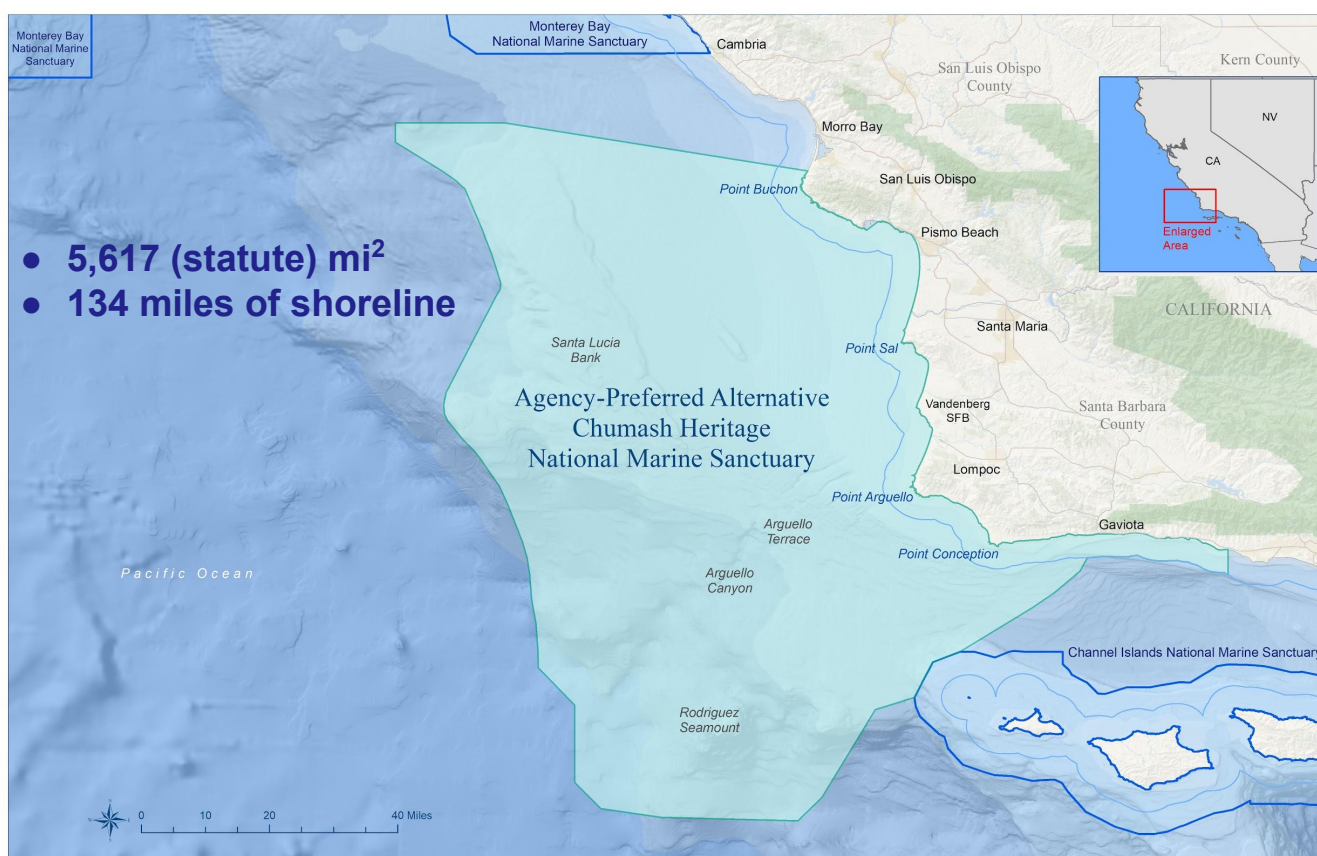 Monterey Bay
National Marine
Sanctuary
Monterey Bay
National Marine Sanctuary
Cambria
San Luis Obispo
County
Kern County
NV
CA
Enlarged
Area
Morro Bay
San Luis Obispo
Point Buchon
Pismo Beach
● 5,617 (statute) mi²
● 134 miles of shoreline
CALIFORNIA
Santa Maria
Santa Lucia
Bank
Point Sal
Agency-Preferred Alternative
Chumash Heritage
National Marine Sanctuary
Vandenberg
SFB
Santa Barbara
County
Lompoc
Point Arguello
Arguello
Terrace
Gaviota
Point Conception
Pacific Ocean
Arguello
Canyon
Channel Islands National Marine Sanctuary
Rodriguez
Seamount
0 10 20 40 Miles